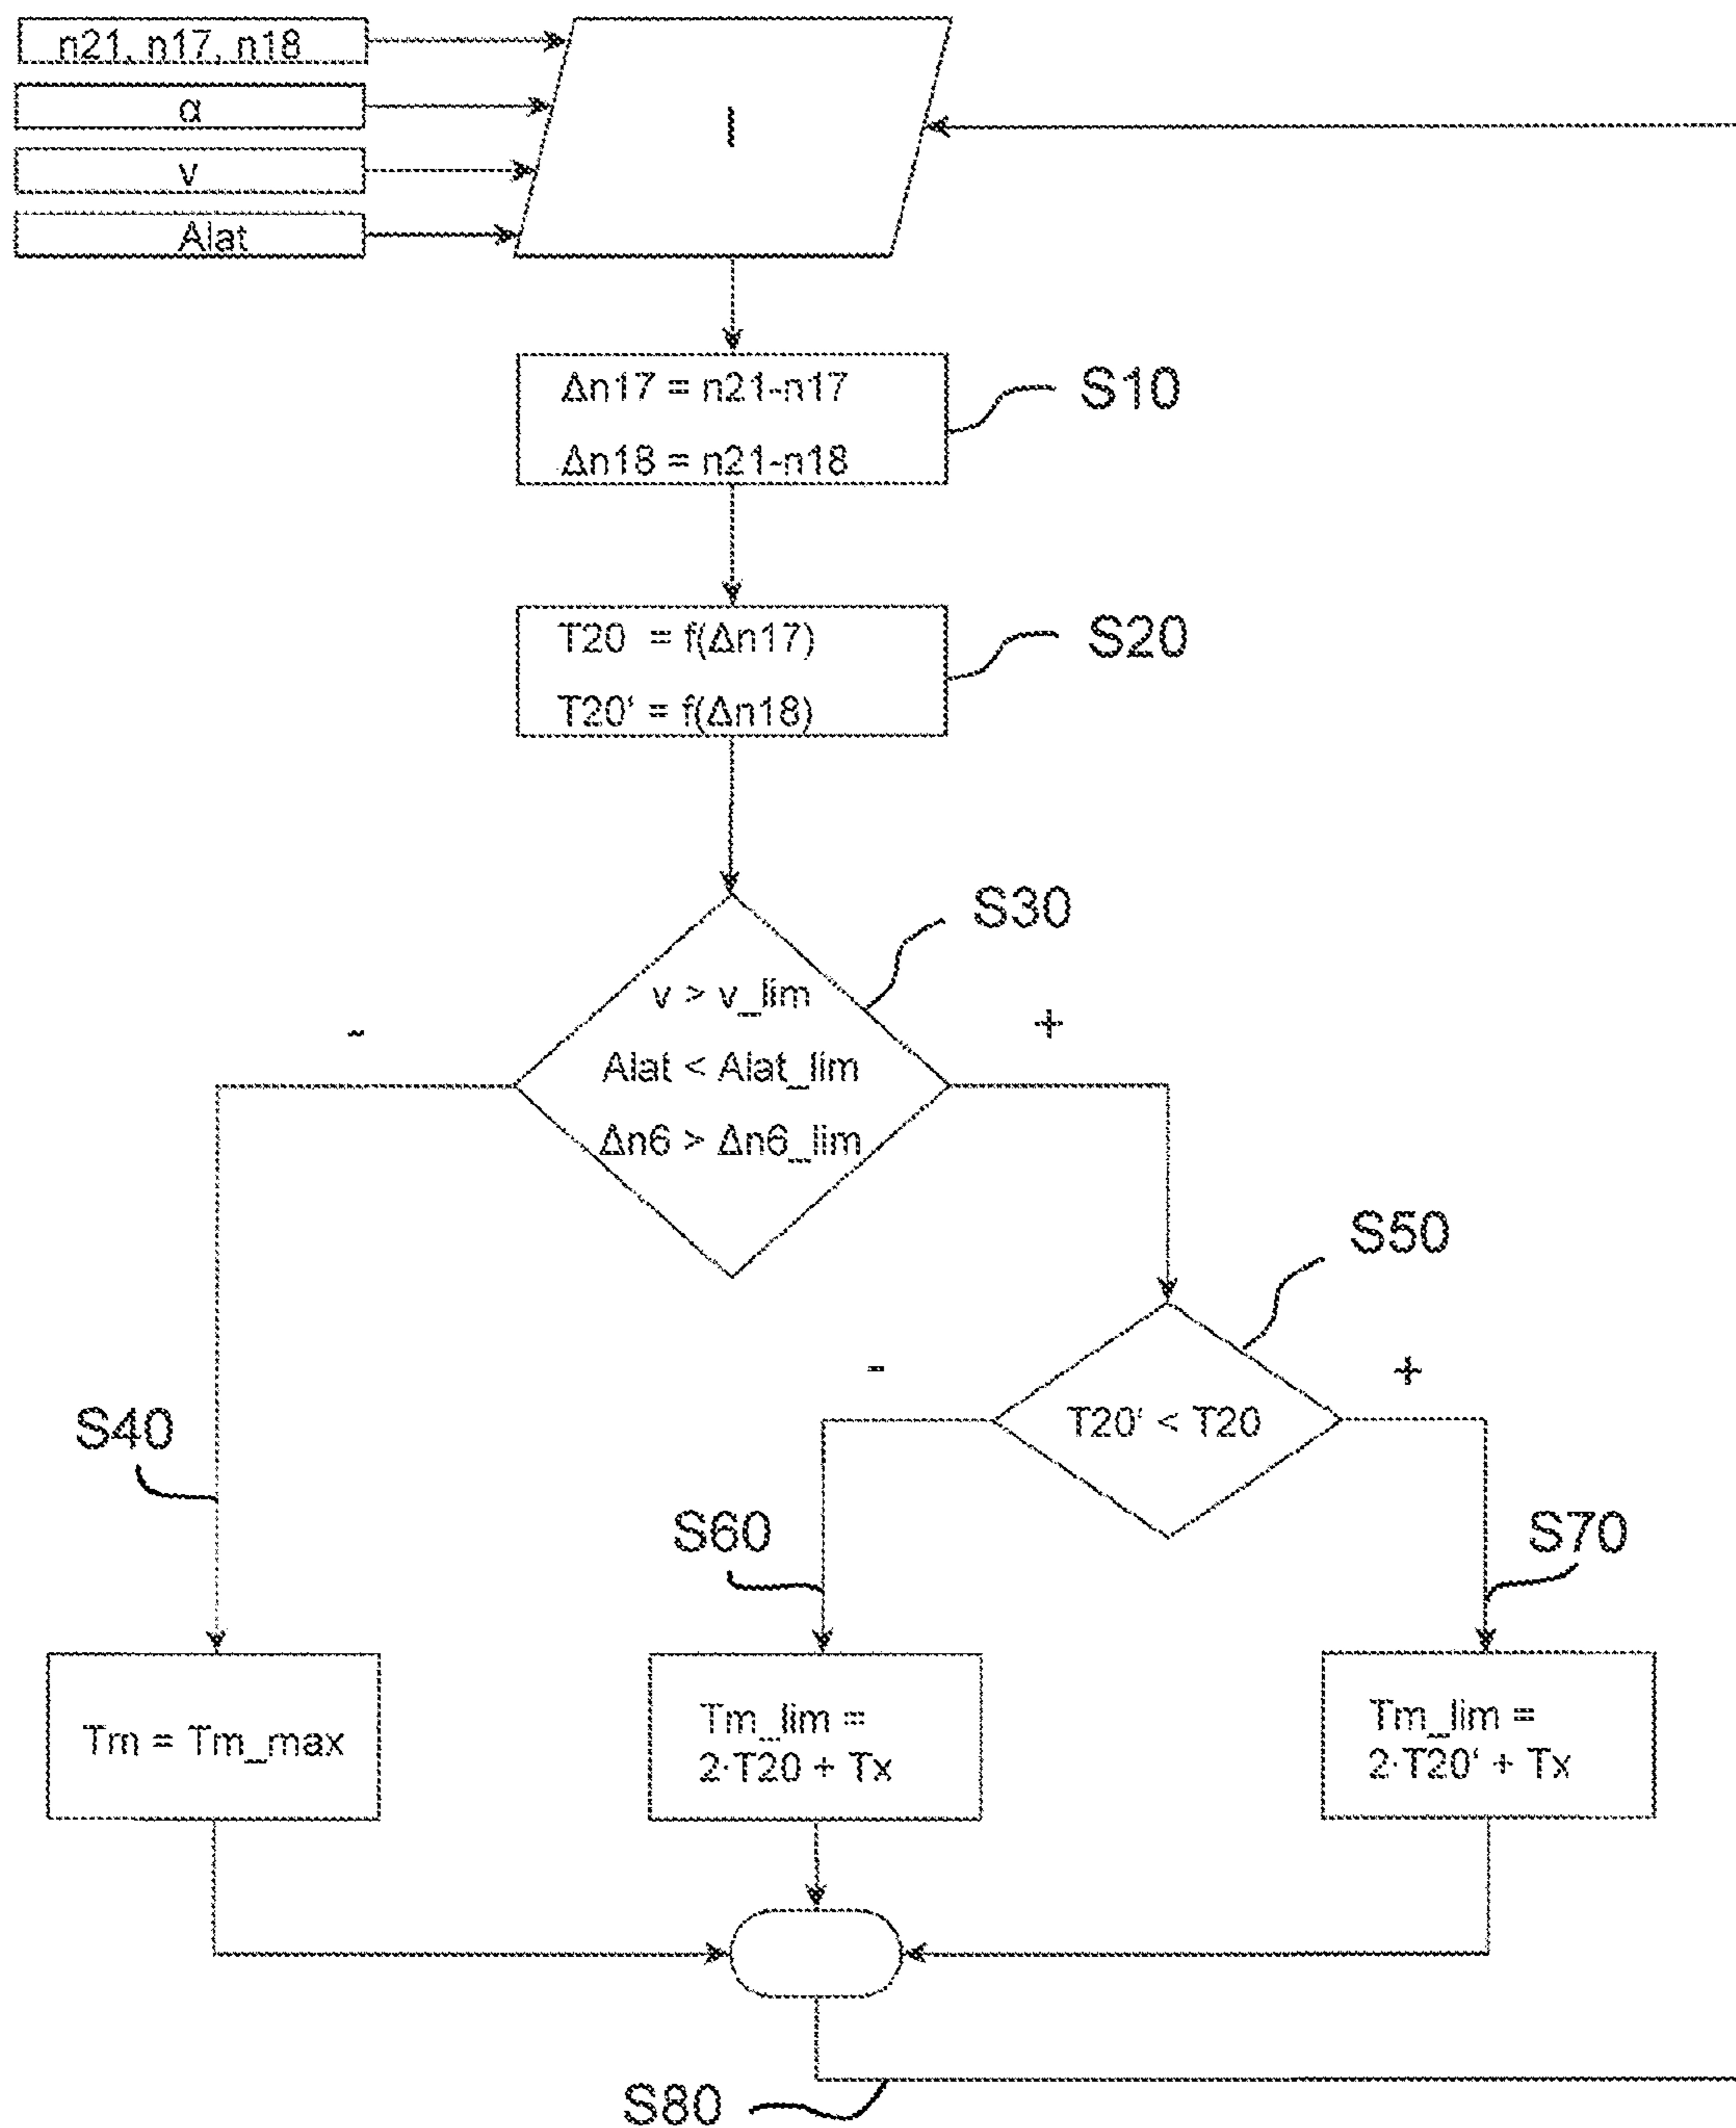 n21, n17, n18
α
v
Alat
I
Δn17 = n21-n17
Δn18 = n21-n18
S10
T20 = f(Δn17)
T20‘ = f(Δn18)
S20
S30
v > v_lim
Alat < Alat_lim
Δn6 > Δn6_lim
-
+
S50
T20‘ < T20
-
+
S40
S60
S70
Tm = Tm_max
Tm_lim =
2·T20 + Tx
Tm_lim =
2·T20‘ + Tx
S80